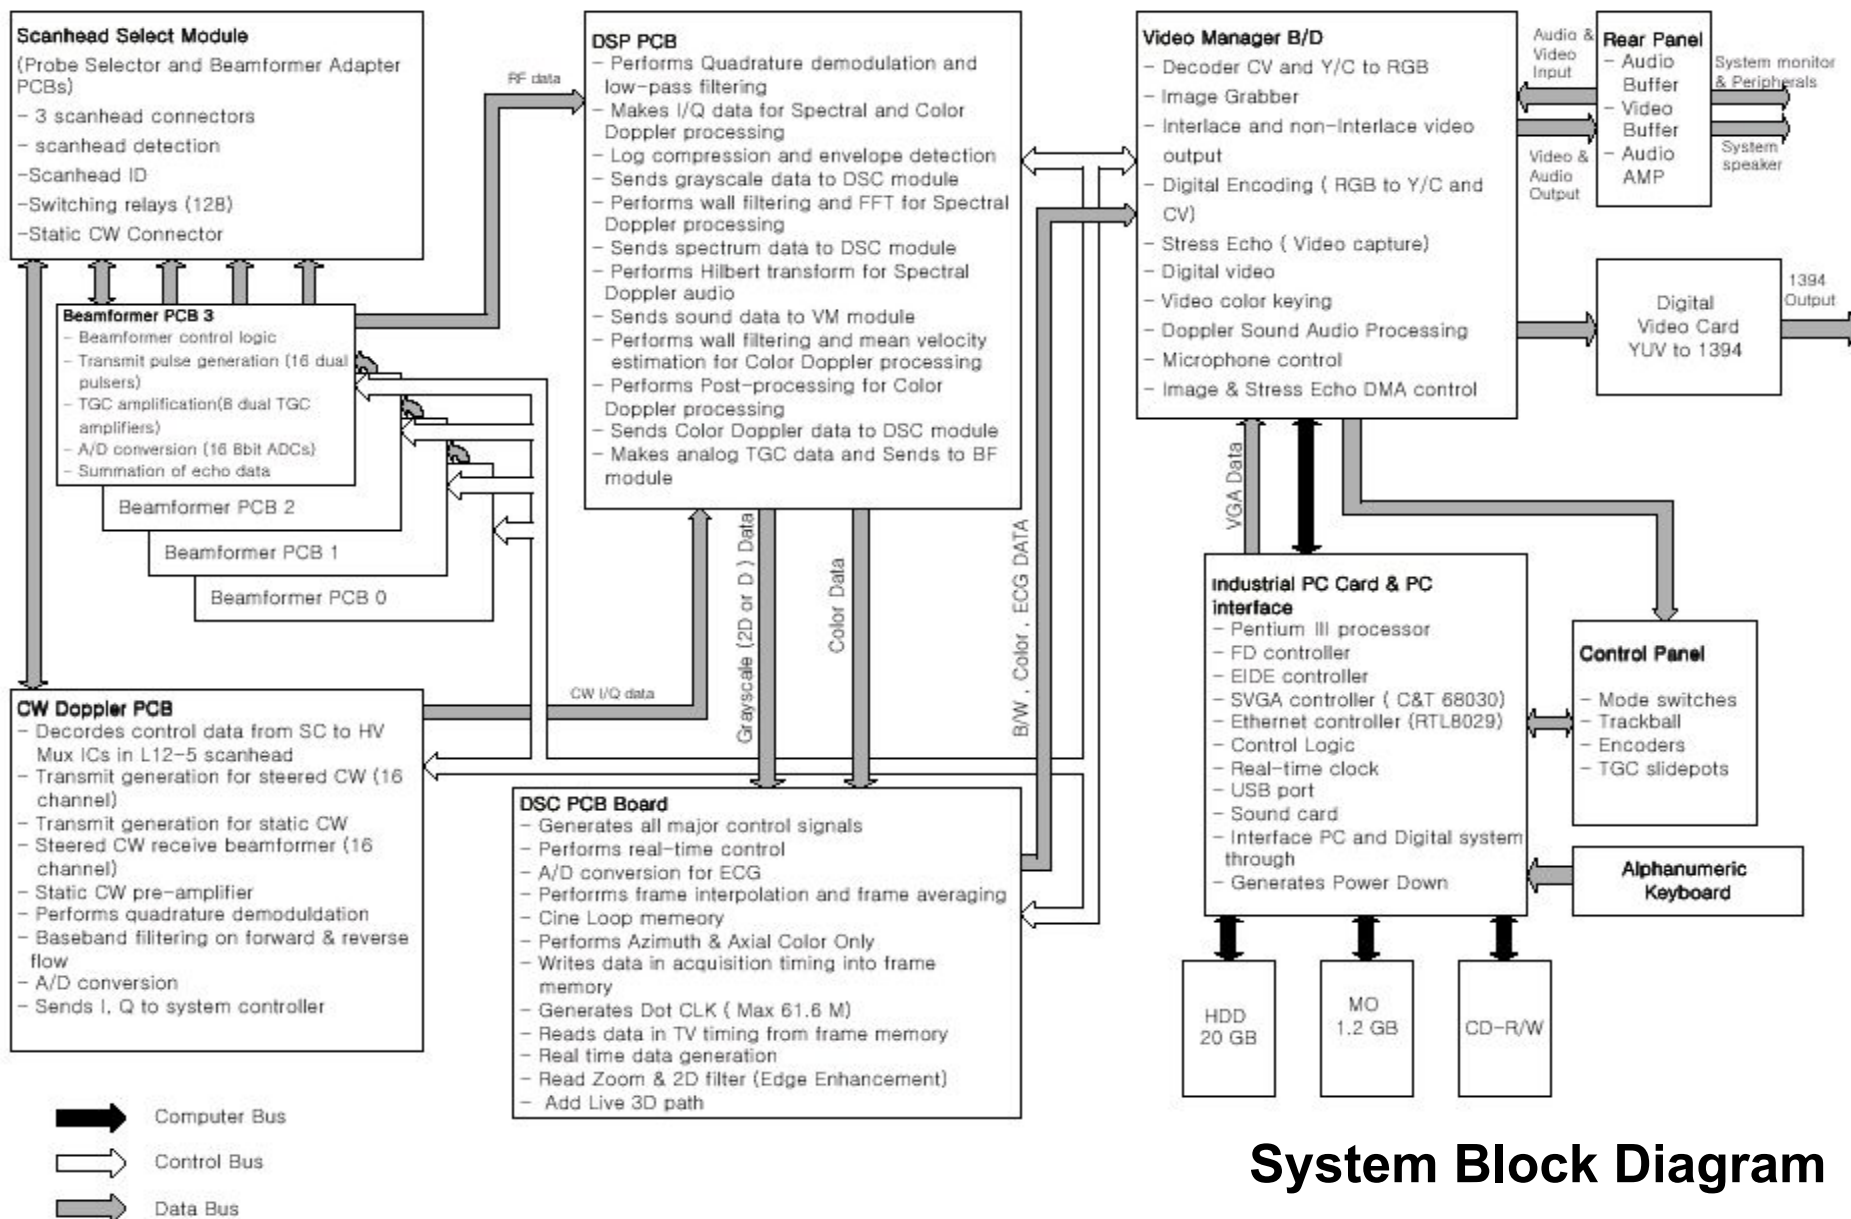 Scanhead Select Module
(Probe Selector and Beamformer Adapter
PCBs)
- 3 scanhead connectors
- scanhead detection
-Scanhead ID
-Switching relays (128)
-Static CW Connector
Beamformer PCB 3
- Beamformer control logic
- Transmit pulse generation (16 dual
pulsers)
- TGC amplification(8 dual TGC
amplifiers)
- A/D conversion (16 8bit ADCs)
- Summation of echo data
Beamformer PCB 2
Beamformer PCB 1
Beamformer PCB 0
CW Doppler PCB
- Decordes control data from SC to HV
Mux ICs in L12-5 scanhead
- Transmit generation for steered CW (16
channel)
- Transmit generation for static CW
- Steered CW receive beamformer (16
channel)
- Static CW pre-amplifier
- Performs quadrature demoduldation
- Baseband filitering on forward & reverse
flow
- A/D conversion
- Sends I, Q to system controller
RF data
DSP PCB
- Performs Quadrature demodulation and
low-pass filtering
- Makes I/Q data for Spectral and Color
Doppler processing
- Log compression and envelope detection
- Sends grayscale data to DSC module
- Performs wall filtering and FFT for Spectral
Doppler processing
- Sends spectrum data to DSC module
- Performs Hilbert transform for Spectral
Doppler audio
- Sends sound data to VM module
- Performs wall filtering and mean velocity
estimation for Color Doppler processing
- Performs Post-processing for Color
Doppler processing
- Sends Color Doppler data to DSC module
- Makes analog TGC data and Sends to BF
module
CW I/Q data
Grayscale (2D or D ) Data
Color Data
B/W , Color , ECG DATA
DSC PCB Board
- Generates all major control signals
- Performs real-time control
- A/D conversion for ECG
- Perforrms frame interpolation and frame averaging
- Cine Loop memeory
- Performs Azimuth & Axial Color Only
- Writes data in acquisition timing into frame
memory
- Generates Dot CLK ( Max 61.6 M)
- Reads data in TV timing from frame memory
- Real time data generation
- Read Zoom & 2D filter (Edge Enhancement)
- Add Live 3D path
Video Manager B/D
- Decoder CV and Y/C to RGB
- Image Grabber
- Interlace and non-Interlace video
output
- Digital Encoding ( RGB to Y/C and
CV)
- Stress Echo ( Video capture)
- Digital video
- Video color keying
- Doppler Sound Audio Processing
- Microphone control
- Image & Stress Echo DMA control
Audio &
Video
Input
Video &
Audio
Output
Rear Panel
- Audio
Buffer
- Video
Buffer
- Audio
AMP
System monitor
& Peripherals
System
speaker
Digital
Video Card
YUV to 1394
1394
Output
VGA Data
Industrial PC Card & PC
interface
- Pentium III processor
- FD controller
- EIDE controller
- SVGA controller ( C&T 68030)
- Ethernet controller (RTL8029)
- Control Logic
- Real-time clock
- USB port
- Sound card
- Interface PC and Digital system
through
- Generates Power Down
Control Panel
- Mode switches
- Trackball
- Encoders
- TGC slidepots
Alphanumeric
Keyboard
HDD
20 GB
MO
1.2 GB
CD-R/W
Computer Bus
Control Bus
Data Bus
System Block Diagram